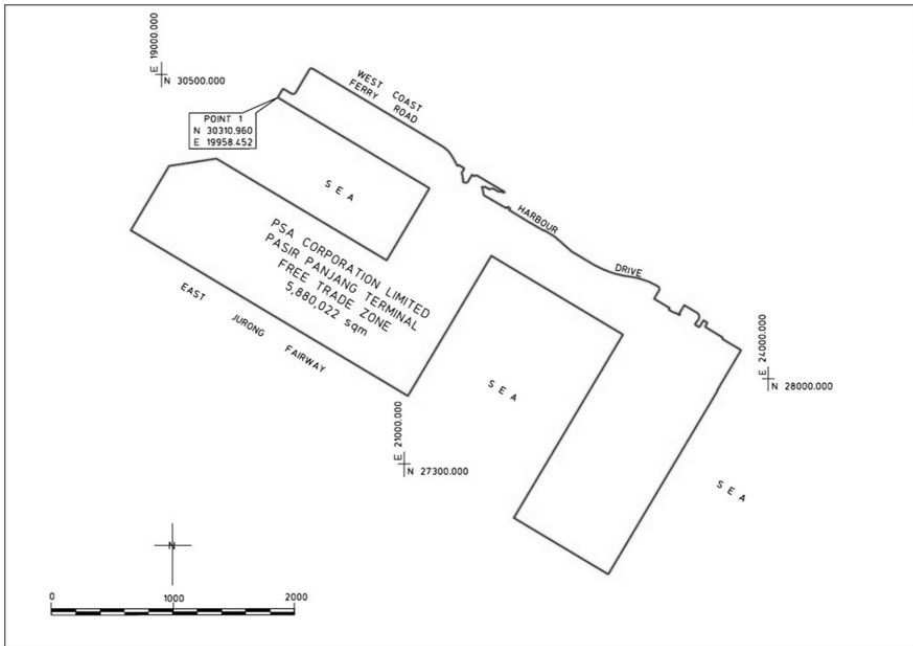 E 19000.000
N 30500.000
WEST COAST
FERRY ROAD
POINT 1
N 30310.960
E 19958.452
SEA
HARBOUR
DRIVE
PSA CORPORATION LIMITED
PASIR PANJANG TERMINAL
FREE TRADE ZONE
5,880,022 sqm
EAST
JURONG
FAIRWAY
E 24000.000
N 28000.000
SEA
E 21000.000
N 27300.000
SEA
N
0
1000
2000